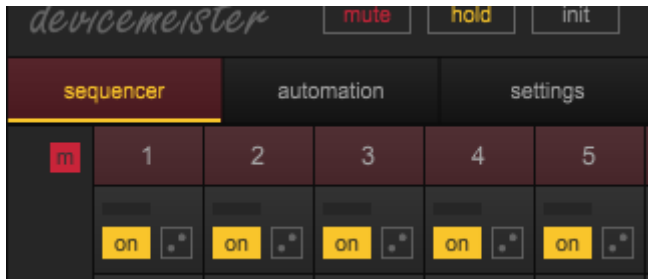 devicemeister mute hold init
sequencer automation settings
m 1 2 3 4 5
on on on on on